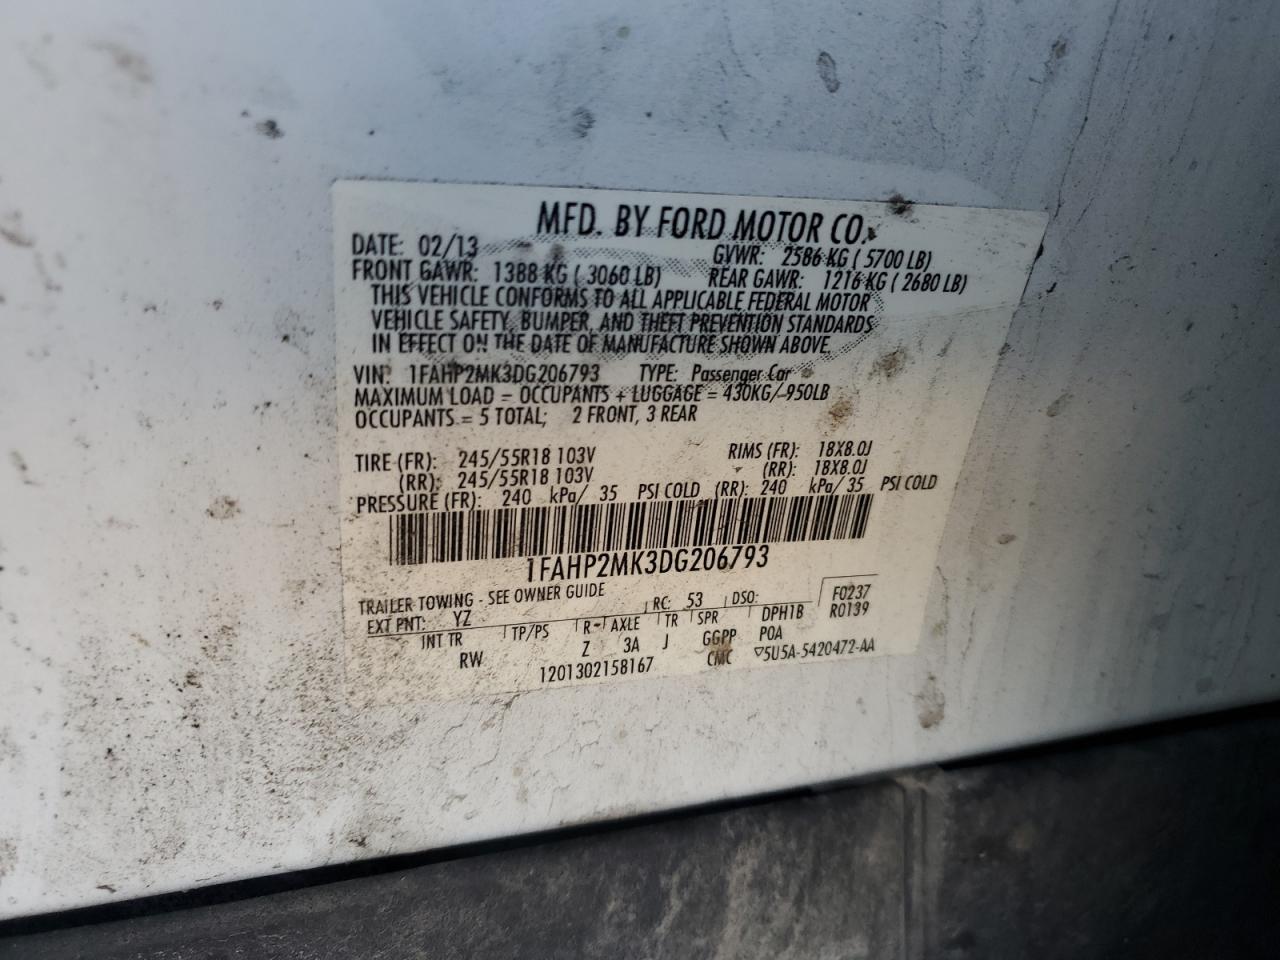 MFD. BY FORD MOTOR CO.
DATE: 02/13 GVWR: 2586 KG ( 5700 LB)
FRONT GAWR: 1388 KG ( 3060 LB) REAR GAWR: 1216 KG ( 2680 LB)
THIS VEHICLE CONFORMS TO ALL APPLICABLE FEDERAL MOTOR
VEHICLE SAFETY, BUMPER, AND THEFT PREVENTION STANDARDS
IN EFFECT ON THE DATE OF MANUFACTURE SHOWN ABOVE.
VIN: 1FAHP2MK3DG206793 TYPE: Passenger Car
MAXIMUM LOAD = OCCUPANTS + LUGGAGE = 430KG/ 950LB
OCCUPANTS = 5 TOTAL; 2 FRONT, 3 REAR
TIRE (FR): 245/55R18 103V RIMS (FR): 18X8.0J
(RR): 245/55R18 103V (RR): 18X8.0J
PRESSURE (FR): 240 kPa/ 35 PSI COLD (RR): 240 kPa/ 35 PSI COLD
1FAHP2MK3DG206793
TRAILER TOWING - SEE OWNER GUIDE
EXT PNT: YZ RC: 53 DSO: F0237
INT TR TP/PS R AXLE TR SPR DPH1B R0139
RW Z 3A J GGPP POA
1201302158167 CMC ▽5U5A-5420472-AA